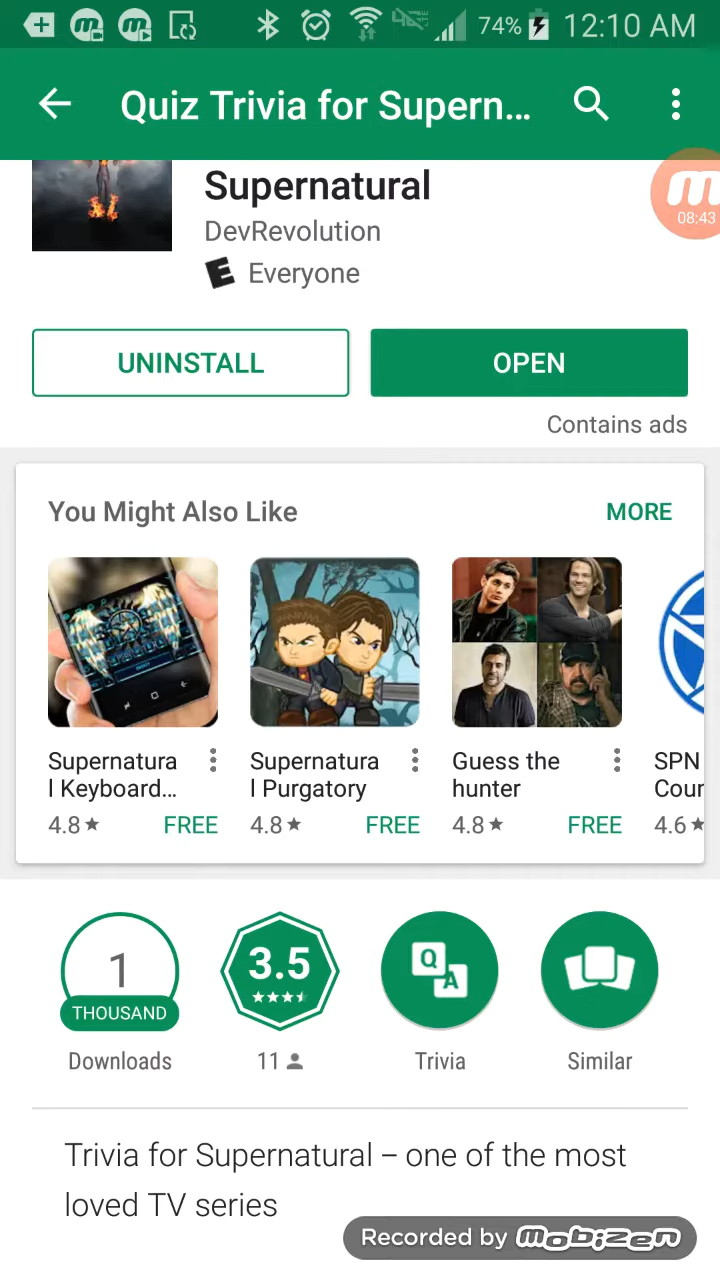 74% 12:10 AM
Quiz Trivia for Supern...
Supernatural
08:43
DevRevolution
E Everyone
UNINSTALL OPEN
Contains ads
You Might Also Like MORE
Supernatura Supernatura Guess the SPN
l Keyboard... l Purgatory hunter Cour
4.8 FREE 4.8 FREE 4.8 FREE 4.6
1 3.5 Q A
THOUSAND
Downloads 11 Trivia Similar
Trivia for Supernatural – one of the most
loved TV series
Recorded by mobizen